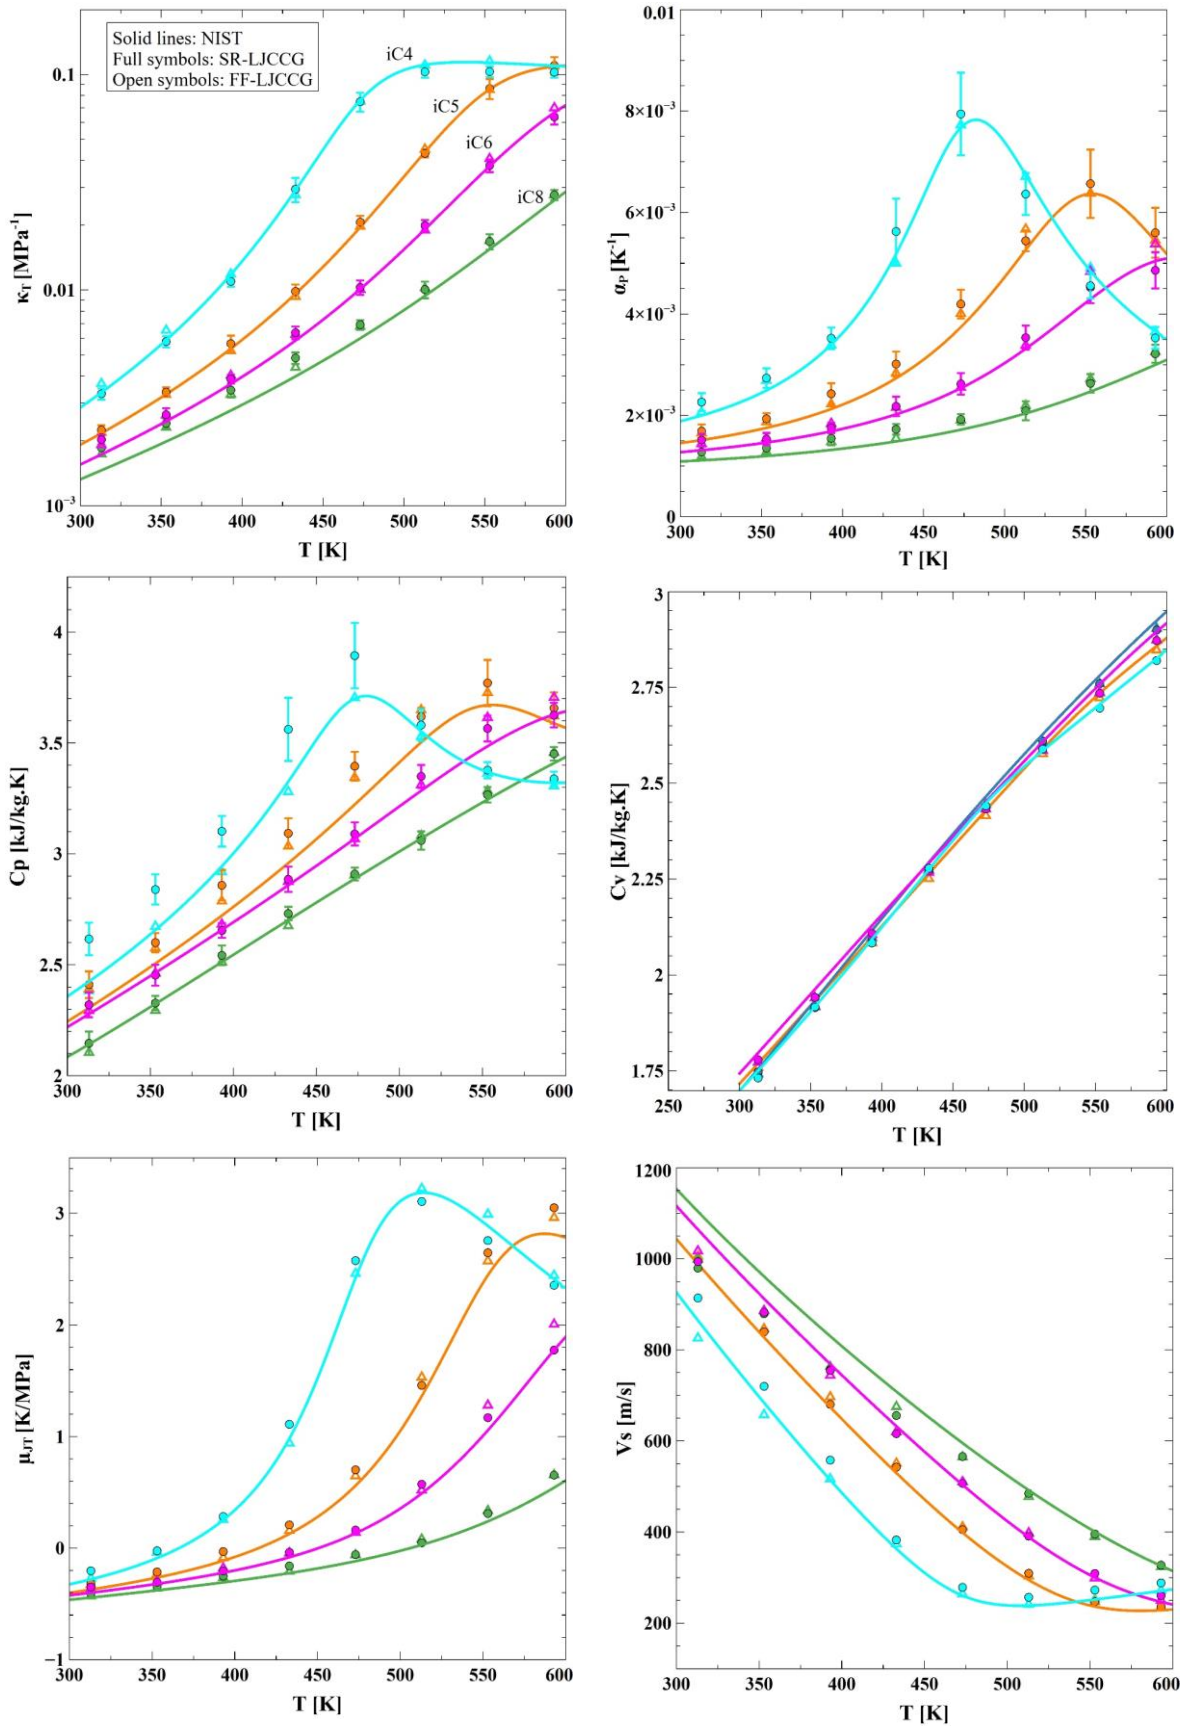 Solid lines: NIST
Full symbols: SR-LJCCG
Open symbols: FF-LJCCG
iC4
iC5
iC6
iC8
0.1
0.01
10⁻³
κT [MPa⁻¹]
300 350 400 450 500 550 600
T [K]
0.01
8×10⁻³
6×10⁻³
4×10⁻³
2×10⁻³
0
αP [K⁻¹]
300 350 400 450 500 550 600
T [K]
4
3.5
3
2.5
2
Cp [kJ/kg.K]
300 350 400 450 500 550 600
T [K]
3
2.75
2.5
2.25
2
1.75
Cv [kJ/kg.K]
250 300 350 400 450 500 550 600
T [K]
3
2
1
0
−1
μJT [K/MPa]
300 350 400 450 500 550 600
T [K]
1200
1000
800
600
400
200
Vs [m/s]
300 350 400 450 500 550 600
T [K]